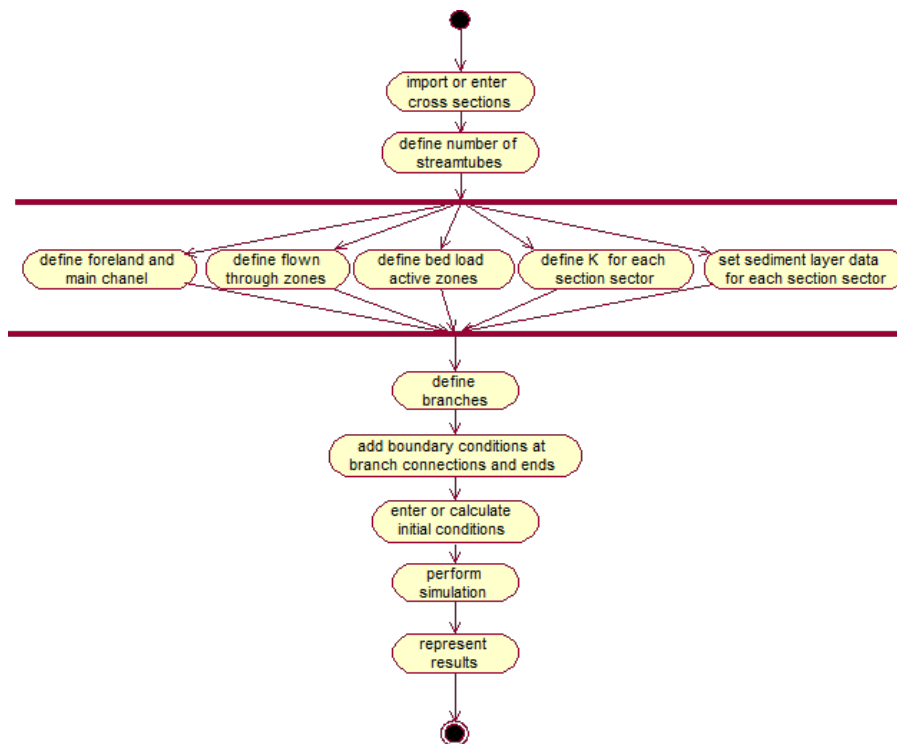 import or enter
cross sections
define number of
streamtubes
define foreland and
main chanel
define flown
through zones
define bed load
active zones
define K for each
section sector
set sediment layer data
for each section sector
define
branches
add boundary conditions at
branch connections and ends
enter or calculate
initial conditions
perform
simulation
represent
results